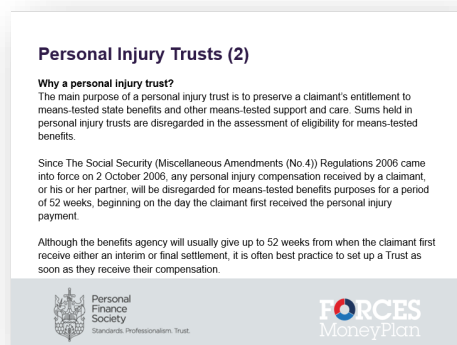 Personal Injury Trusts (2)
Why a personal injury trust?
The main purpose of a personal injury trust is to preserve a claimant's entitlement to
means-tested state benefits and other means-tested support and care. Sums held in
personal injury trusts are disregarded in the assessment of eligibility for means-tested
benefits.
Since The Social Security (Miscellaneous Amendments (No.4)) Regulations 2006 came
into force on 2 October 2006, any personal injury compensation received by a claimant,
or his or her partner, will be disregarded for means-tested benefits purposes for a period
of 52 weeks, beginning on the day the claimant first received the personal injury
payment.
Although the benefits agency will usually give up to 52 weeks from when the claimant first
receive either an interim or final settlement, it is often best practice to set up a Trust as
soon as they receive their compensation.
Personal
Finance
Society
Standards. Professionalism. Trust.
FORCES
MoneyPlan